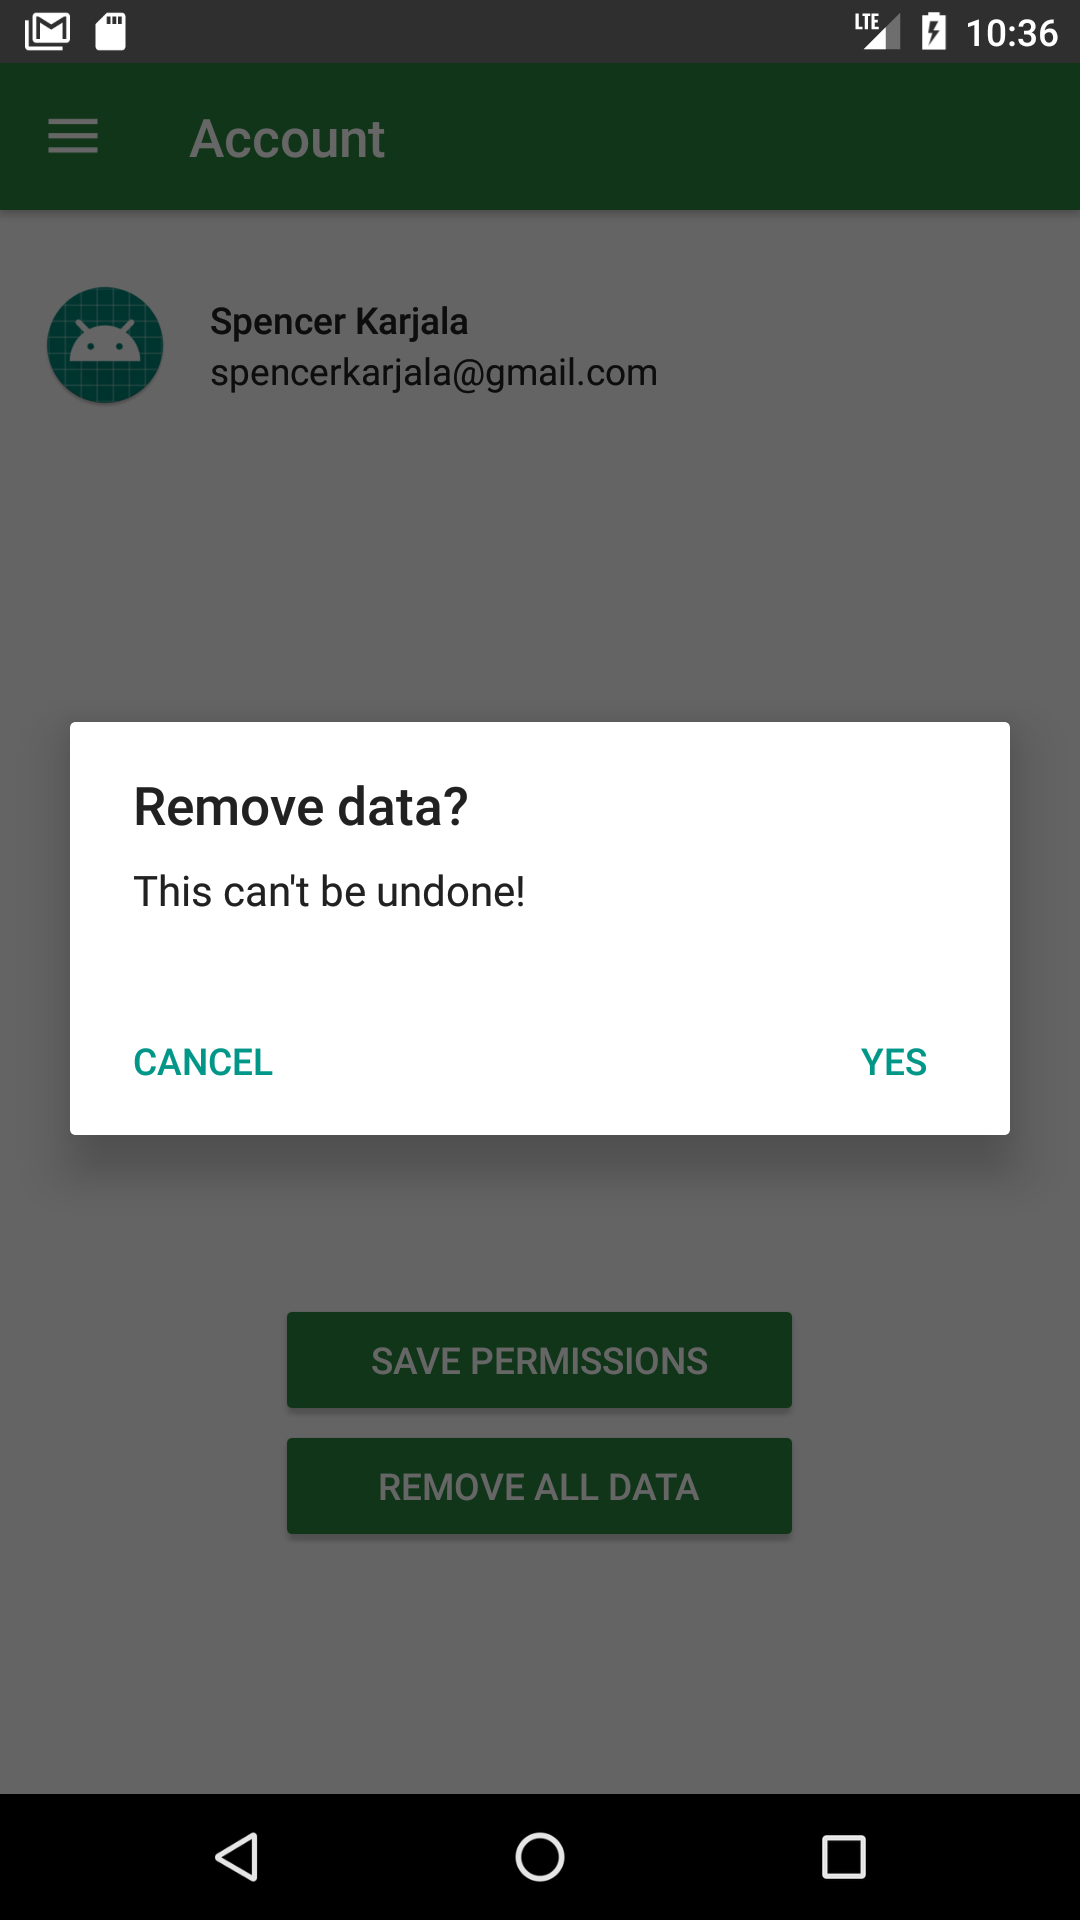 LTE 10:36
Account
Spencer Karjala
spencerkarjala@gmail.com
Remove data?
This can't be undone!
CANCEL YES
SAVE PERMISSIONS
REMOVE ALL DATA